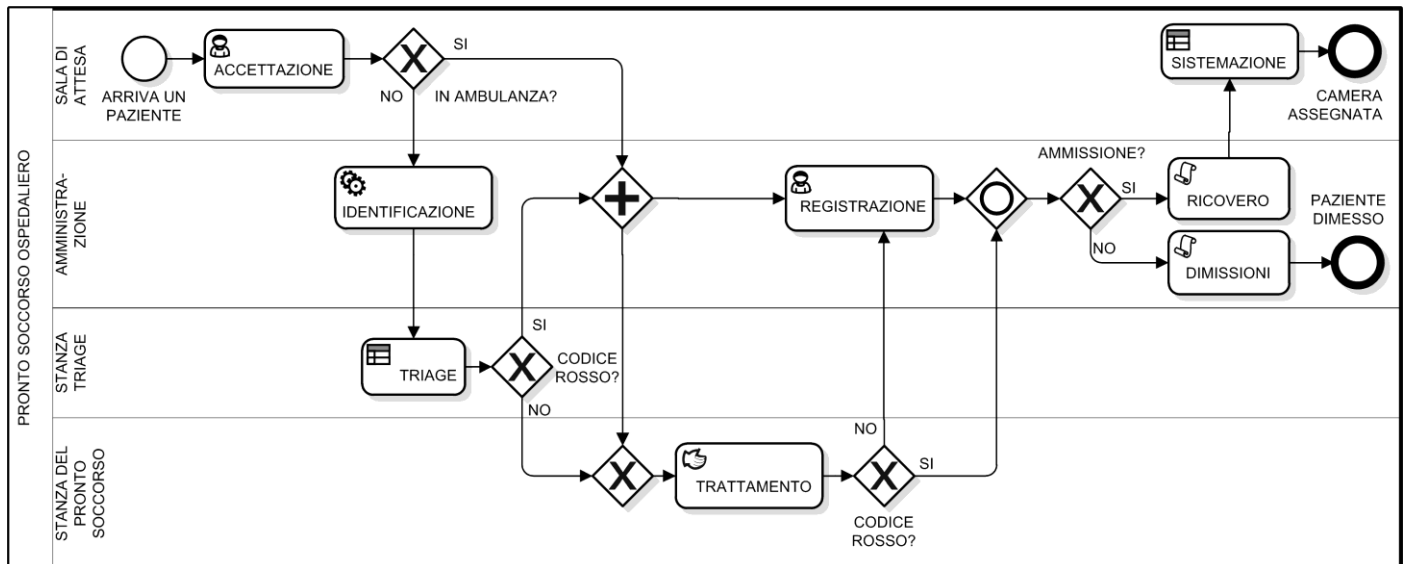 PRONTO SOCCORSO OSPEDALIERO
SALA DI
ATTESA
ARRIVA UN
PAZIENTE
ACCETTAZIONE
SI
NO
IN AMBULANZA?
SISTEMAZIONE
CAMERA
ASSEGNATA
AMMINISTRA-
ZIONE
IDENTIFICAZIONE
REGISTRAZIONE
AMMISSIONE?
SI
NO
RICOVERO
DIMISSIONI
PAZIENTE
DIMESSO
STANZA
TRIAGE
TRIAGE
SI
NO
CODICE
ROSSO?
STANZA DEL
PRONTO
SOCCORSO
TRATTAMENTO
NO
SI
CODICE
ROSSO?